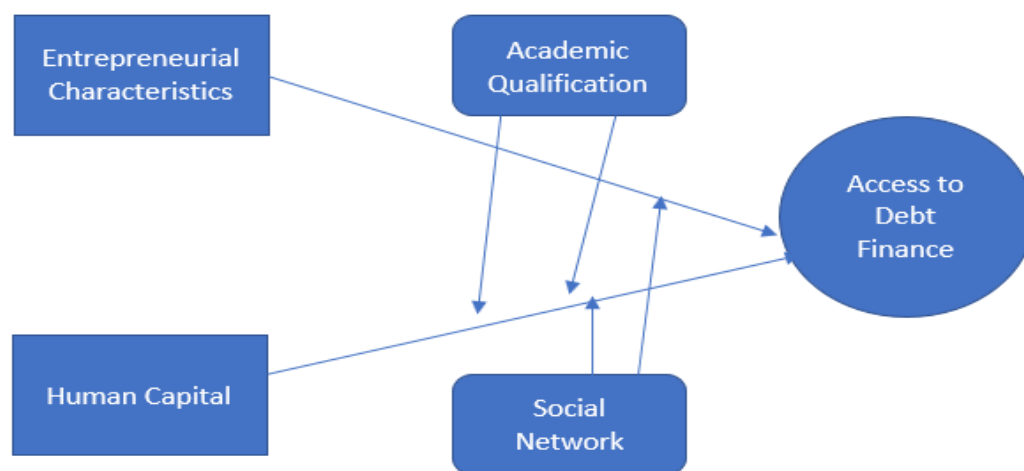 Entrepreneurial
Characteristics
Academic
Qualification
Access to
Debt
Finance
Human Capital
Social
Network